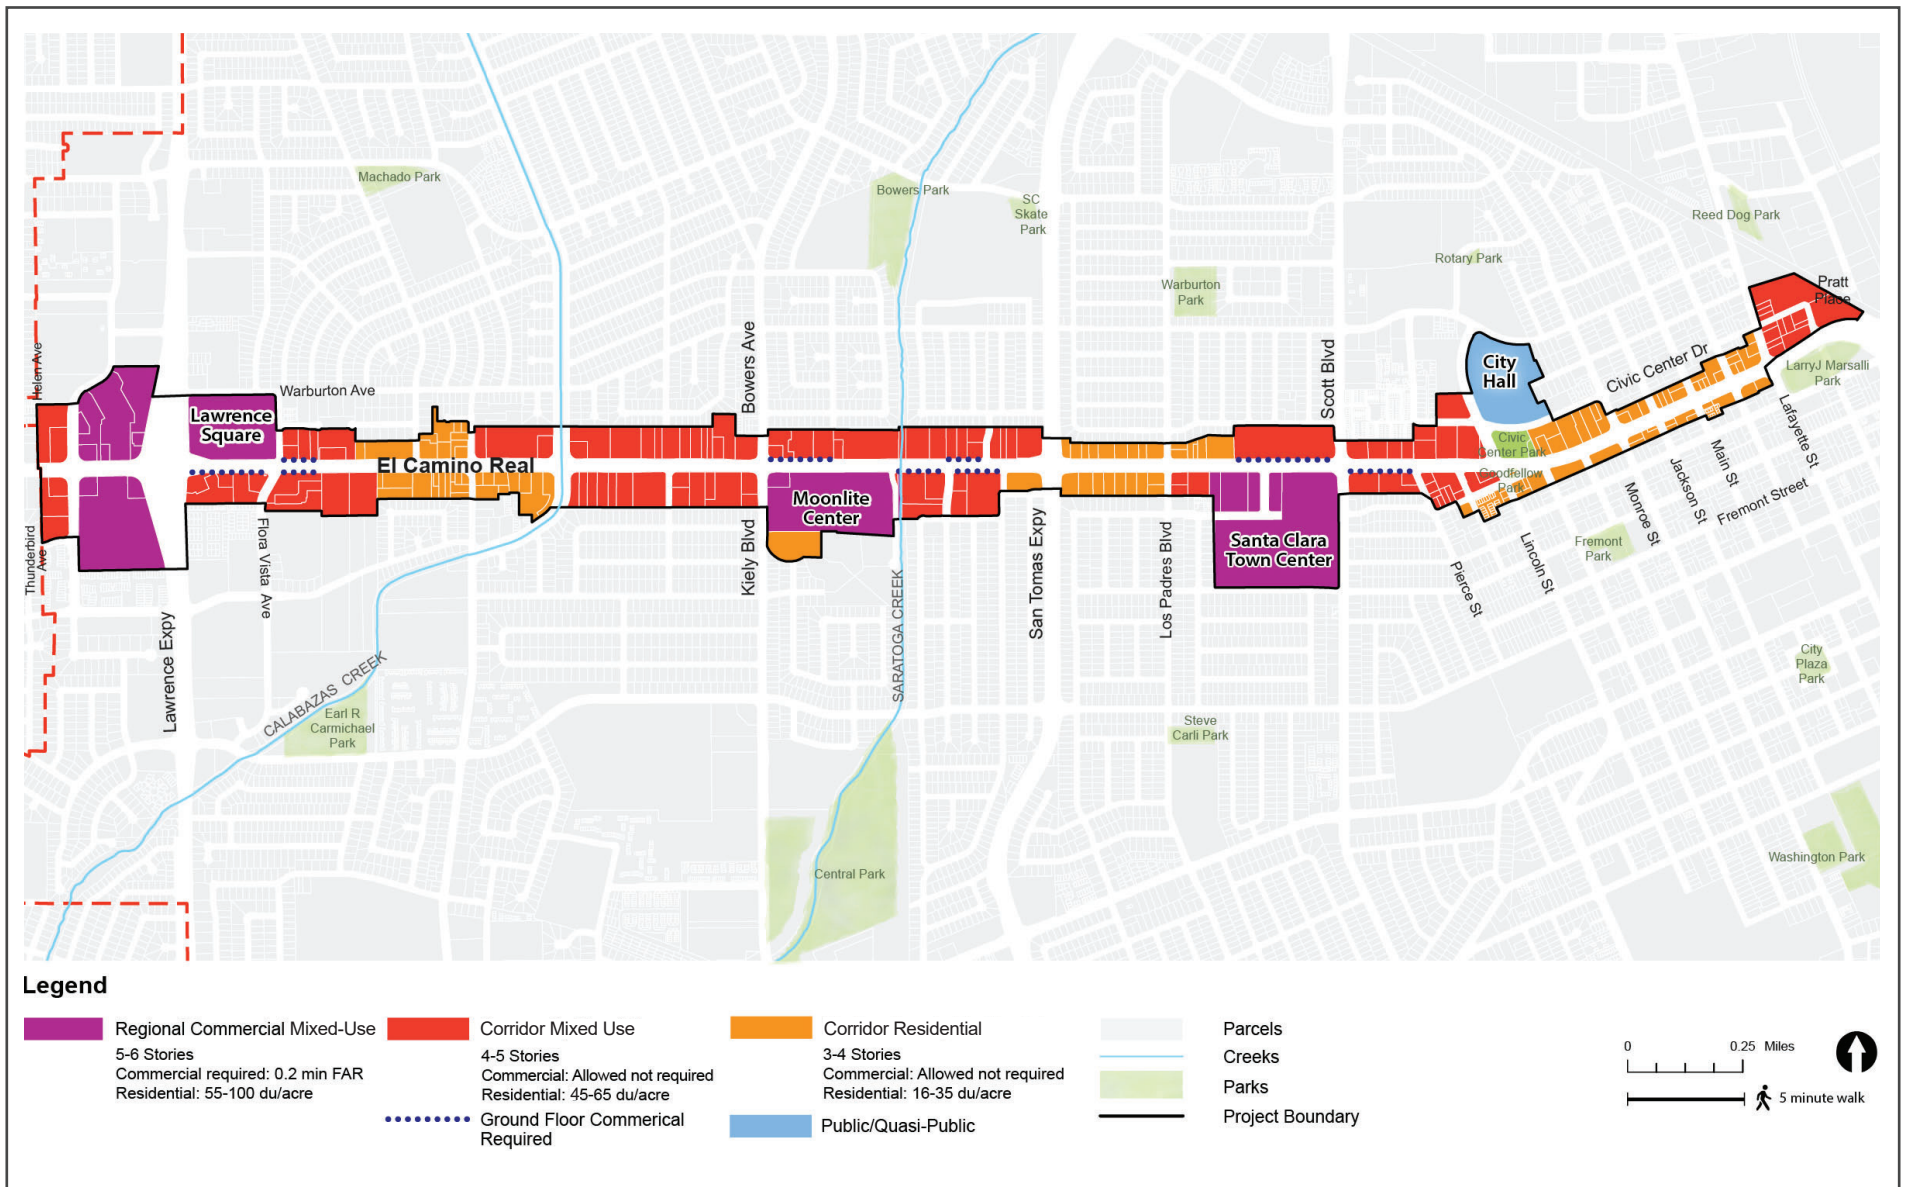 Machado Park
Bowers Park
SC
Skate
Park
Reed Dog Park
Rotary Park
Warburton
Park
Pratt
Place
Helen Ave
Warburton Ave
Bowers Ave
Scott Blvd
City
Hall
Civic Center Dr
LarryJ Marsalli
Park
Lawrence
Square
El Camino Real
Civic
Center Park
Goodfellow
Park
Lafayette St
Main St
Jackson St
Monroe St
Fremont Street
Moonlite
Center
Santa Clara
Town Center
Thunderbird
Ave
Flora Vista Ave
Kiely Blvd
San Tomas Expy
Los Padres Blvd
Pierce St
Lincoln St
Fremont
Park
Lawrence Expy
CALABAZAS CREEK
SARATOGA CREEK
Earl R
Carmichael
Park
Steve
Carli Park
City
Plaza
Park
Central Park
Washington Park
Legend
Regional Commercial Mixed-Use
5-6 Stories
Commercial required: 0.2 min FAR
Residential: 55-100 du/acre
Corridor Mixed Use
4-5 Stories
Commercial: Allowed not required
Residential: 45-65 du/acre
Ground Floor Commerical
Required
Corridor Residential
3-4 Stories
Commercial: Allowed not required
Residential: 16-35 du/acre
Public/Quasi-Public
Parcels
Creeks
Parks
Project Boundary
0 0.25 Miles
5 minute walk